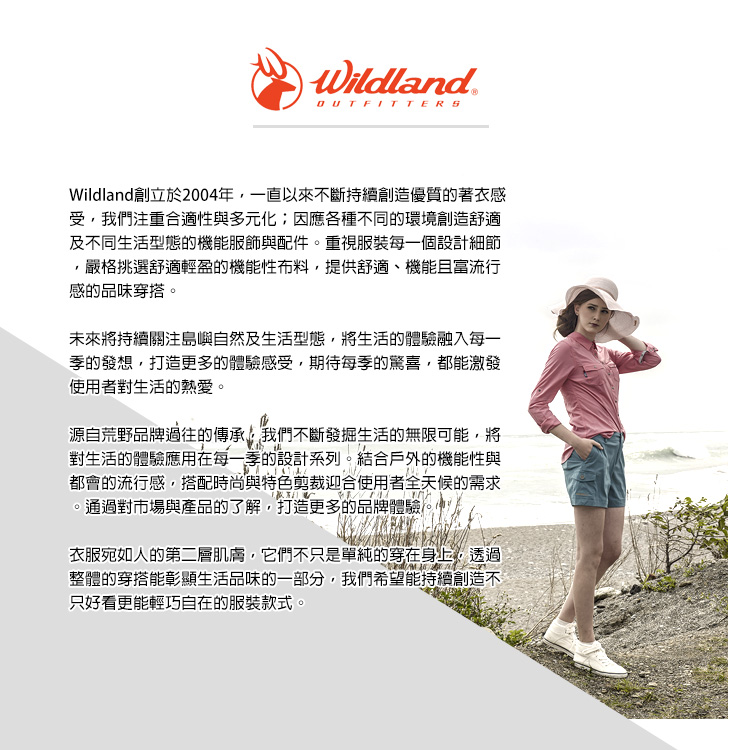 Wildland®
OUTFITTERS
Wildland創立於2004年，一直以來不斷持續創造優質的著衣感
受，我們注重合適性與多元化；因應各種不同的環境創造舒適
及不同生活型態的機能服飾與配件。重視服裝每一個設計細節
，嚴格挑選舒適輕盈的機能性布料，提供舒適、機能且富流行
感的品味穿搭。
未來將持續關注島嶼自然及生活型態，將生活的體驗融入每一
季的發想，打造更多的體驗感受，期待每季的驚喜，都能激發
使用者對生活的熱愛。
源自荒野品牌過往的傳承，我們不斷發掘生活的無限可能，將
對生活的體驗應用在每一季的設計系列。結合戶外的機能性與
都會的流行感，搭配時尚與特色剪裁迎合使用者全天候的需求
。通過對市場與產品的了解，打造更多的品牌體驗。
衣服宛如人的第二層肌膚，它們不只是單純的穿在身上，透過
整體的穿搭能彰顯生活品味的一部分，我們希望能持續創造不
只好看更能輕巧自在的服裝款式。